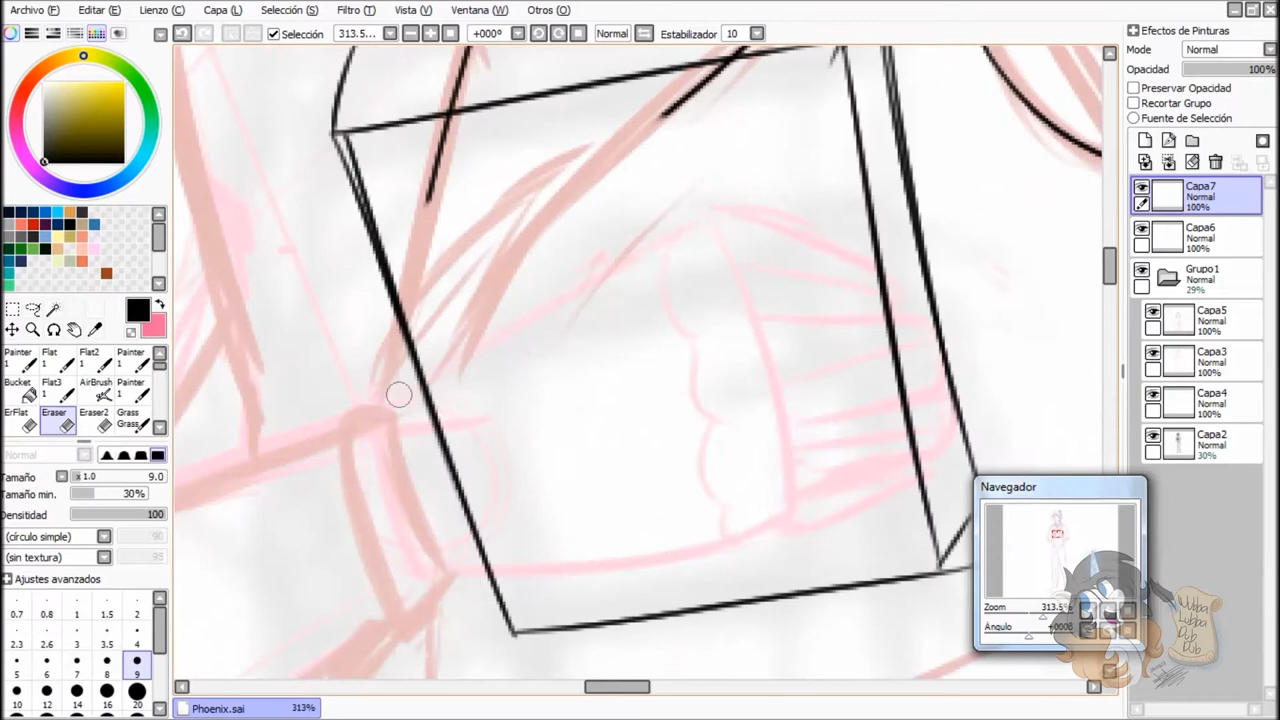 Archivo (F) Editar (E) Lienzo (C) Capa (L) Selección (S) Filtro (T) Vista (V) Ventana (W) Otros (O)
Selección 313.5... +000º Normal Estabilizador 10
Efectos de Pinturas
Mode Normal
Opacidad 100%
Preservar Opacidad
Recortar Grupo
Fuente de Selección
Capa7
Normal
100%
Capa6
Normal
100%
Grupo1
Normal
29%
Capa5
Normal
100%
Capa3
Normal
100%
Capa4
Normal
100%
Capa2
Normal
30%
Painter 1 Flat 1 Flat2 1 Painter 1
Bucket Flat3 AirBrush Painter 1
ErFlat Eraser Eraser2 Grass Grass
Normal
Tamaño x 1.0 9.0
Tamaño min. 30%
Densitidad 100
(círculo simple) 90
(sin textura) 95
Ajustes avanzados
0.7 0.8 1 1.5 2
2.3 2.6 3 3.5 4
5 6 7 8 9
10 12 14 16 20
Navegador
Zoom 313.5%
Ángulo +000º
Wubba
Lubba
Dub
Dub
Phoenix.sai 313%